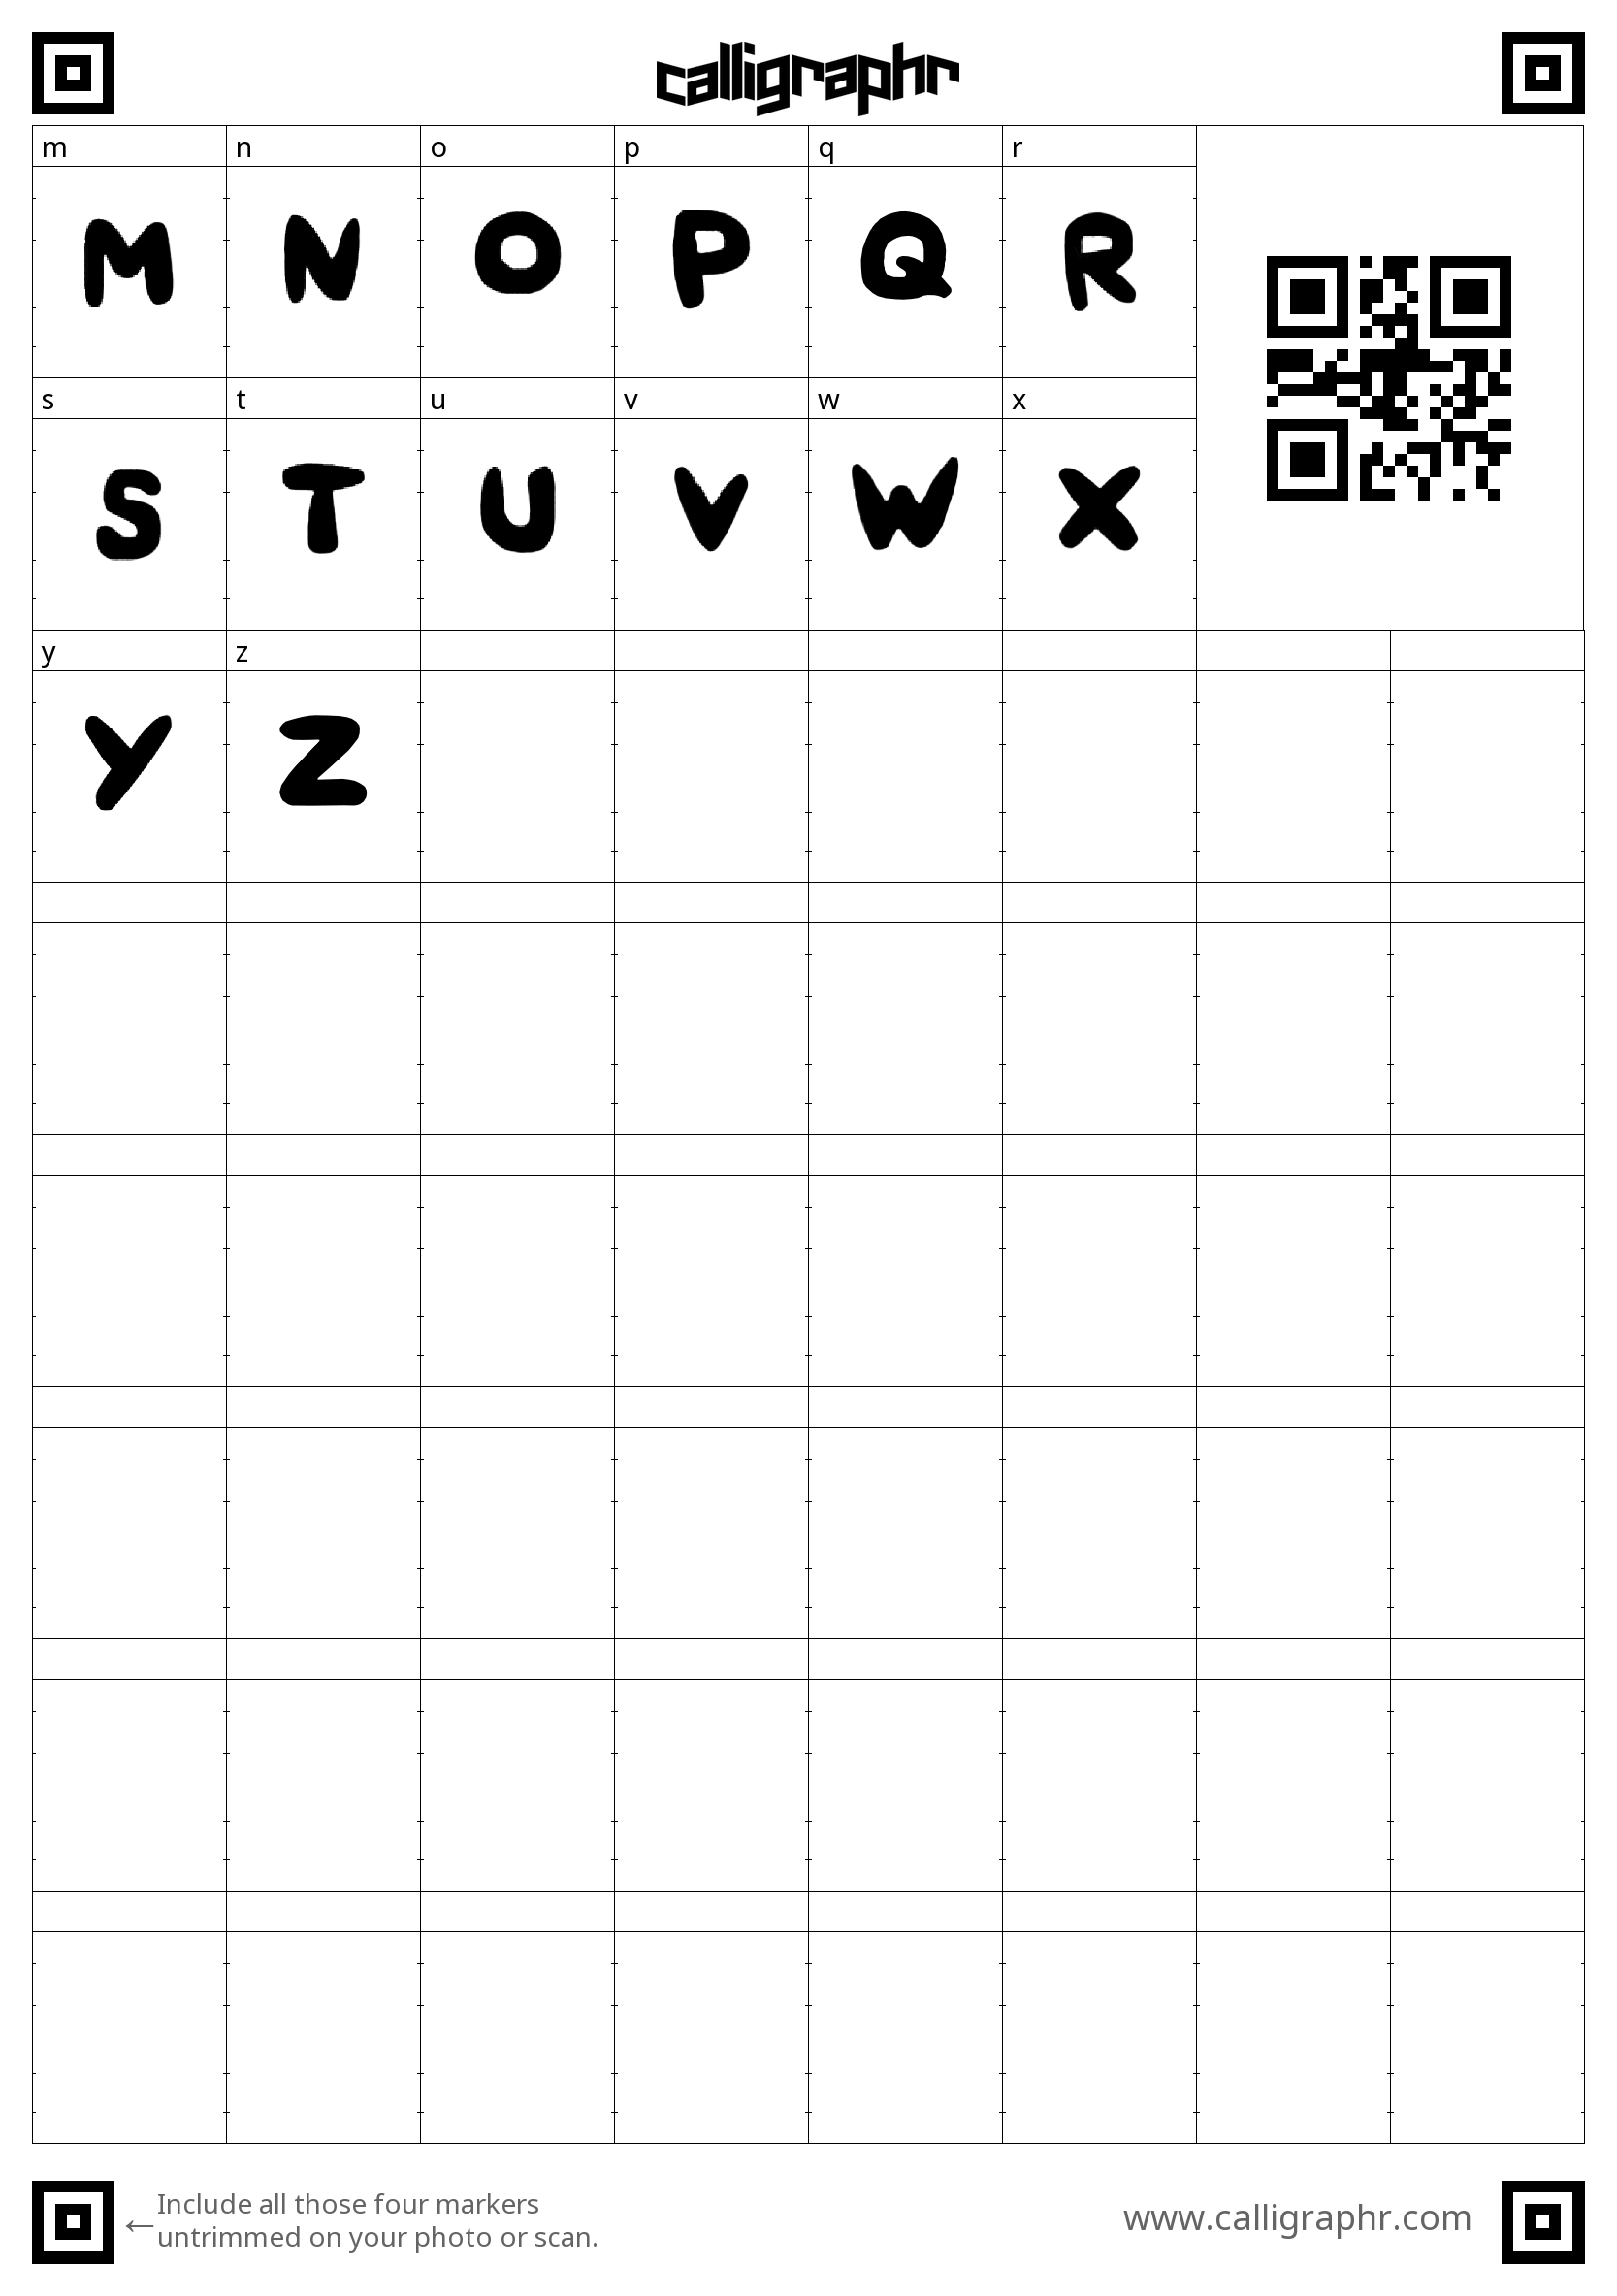 calligraphr
m n o p q r
M N O P Q R
s t u v w x
S T U V W X
y z
Y Z
←Include all those four markers
untrimmed on your photo or scan.
www.calligraphr.com